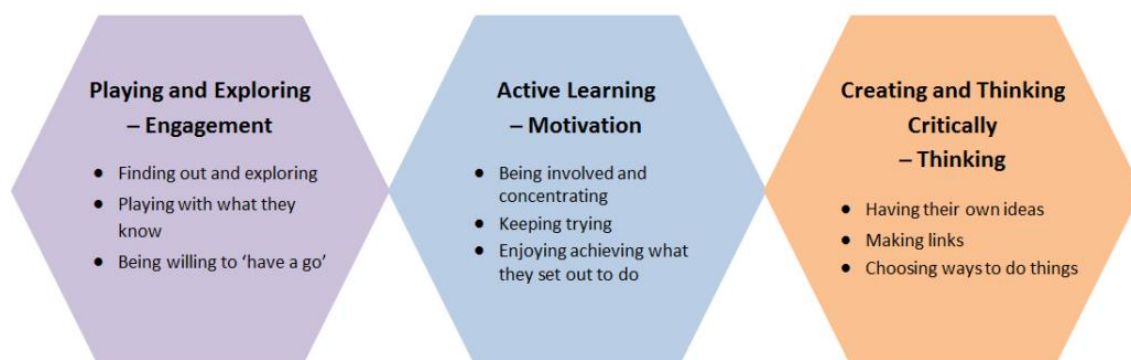 Playing and Exploring
– Engagement
● Finding out and exploring
● Playing with what they
know
● Being willing to ‘have a go’
Active Learning
– Motivation
● Being involved and
concentrating
● Keeping trying
● Enjoying achieving what
they set out to do
Creating and Thinking
Critically
– Thinking
● Having their own ideas
● Making links
● Choosing ways to do things